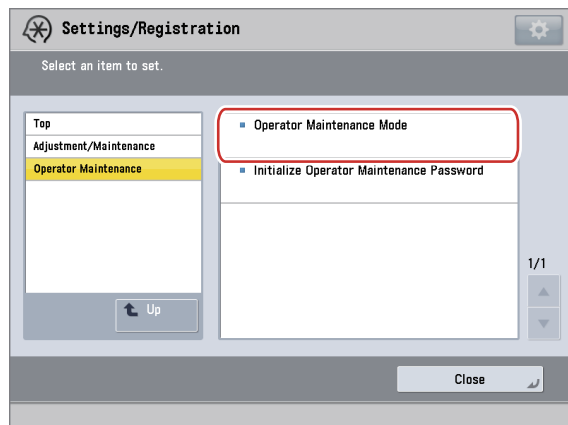 Settings/Registration
Select an item to set.
Top
Adjustment/Maintenance
Operator Maintenance
Up
Operator Maintenance Mode
Initialize Operator Maintenance Password
1/1
Close